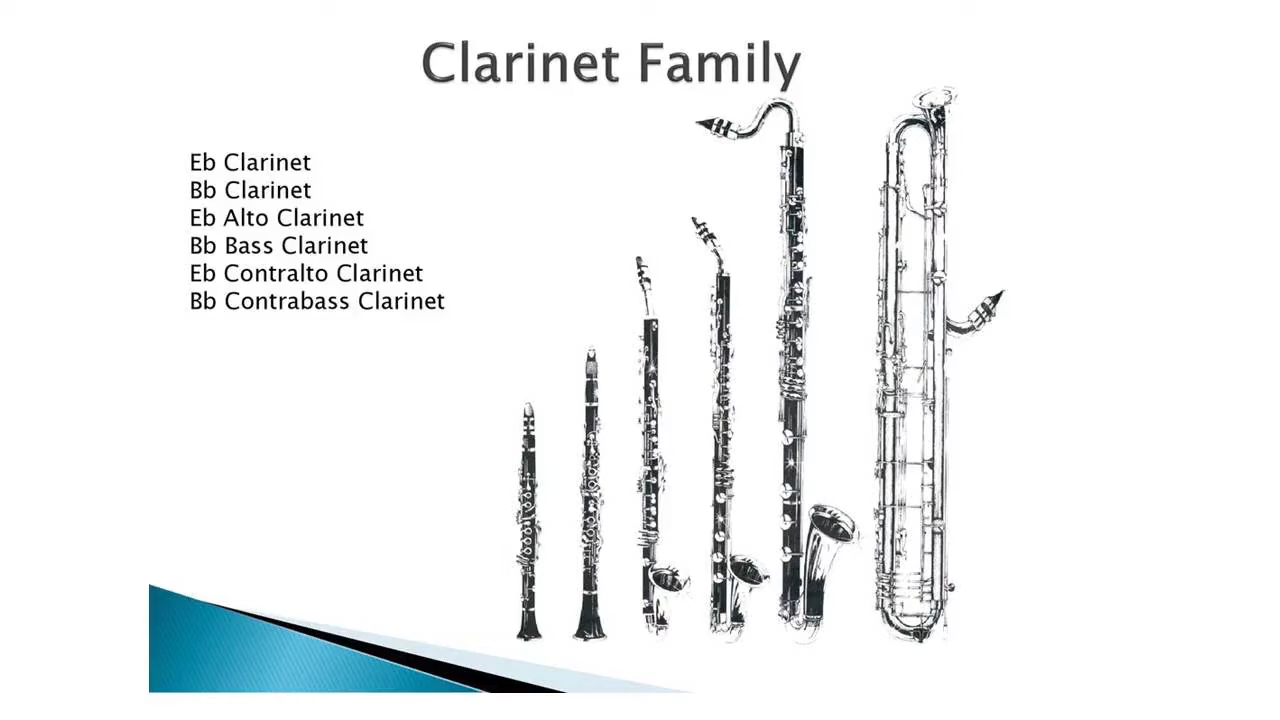 Clarinet Family
Eb Clarinet
Bb Clarinet
Eb Alto Clarinet
Bb Bass Clarinet
Eb Contralto Clarinet
Bb Contrabass Clarinet